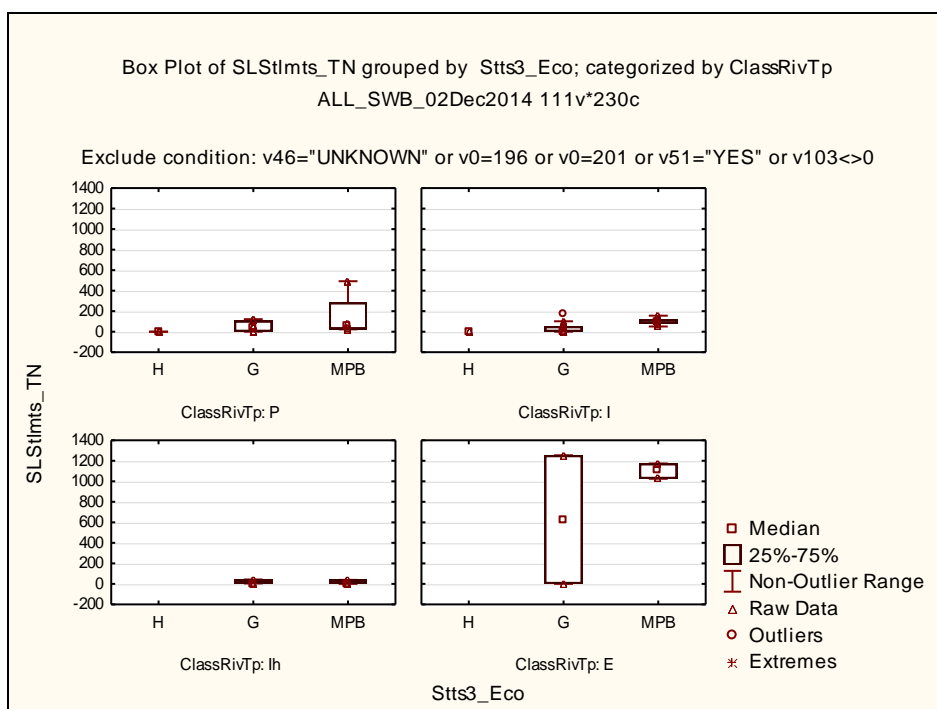 Box Plot of SLStlmts_TN grouped by Stts3_Eco; categorized by ClassRivTp
ALL_SWB_02Dec2014 111v*230c
Exclude condition: v46="UNKNOWN" or v0=196 or v0=201 or v51="YES" or v103<>0
SLStlmts_TN
1400
1200
1000
800
600
400
200
0
-200
H G MPB
ClassRivTp: P
H G MPB
ClassRivTp: I
1400
1200
1000
800
600
400
200
0
-200
H G MPB
ClassRivTp: Ih
H G MPB
ClassRivTp: E
Stts3_Eco
Median
25%-75%
Non-Outlier Range
Raw Data
Outliers
Extremes